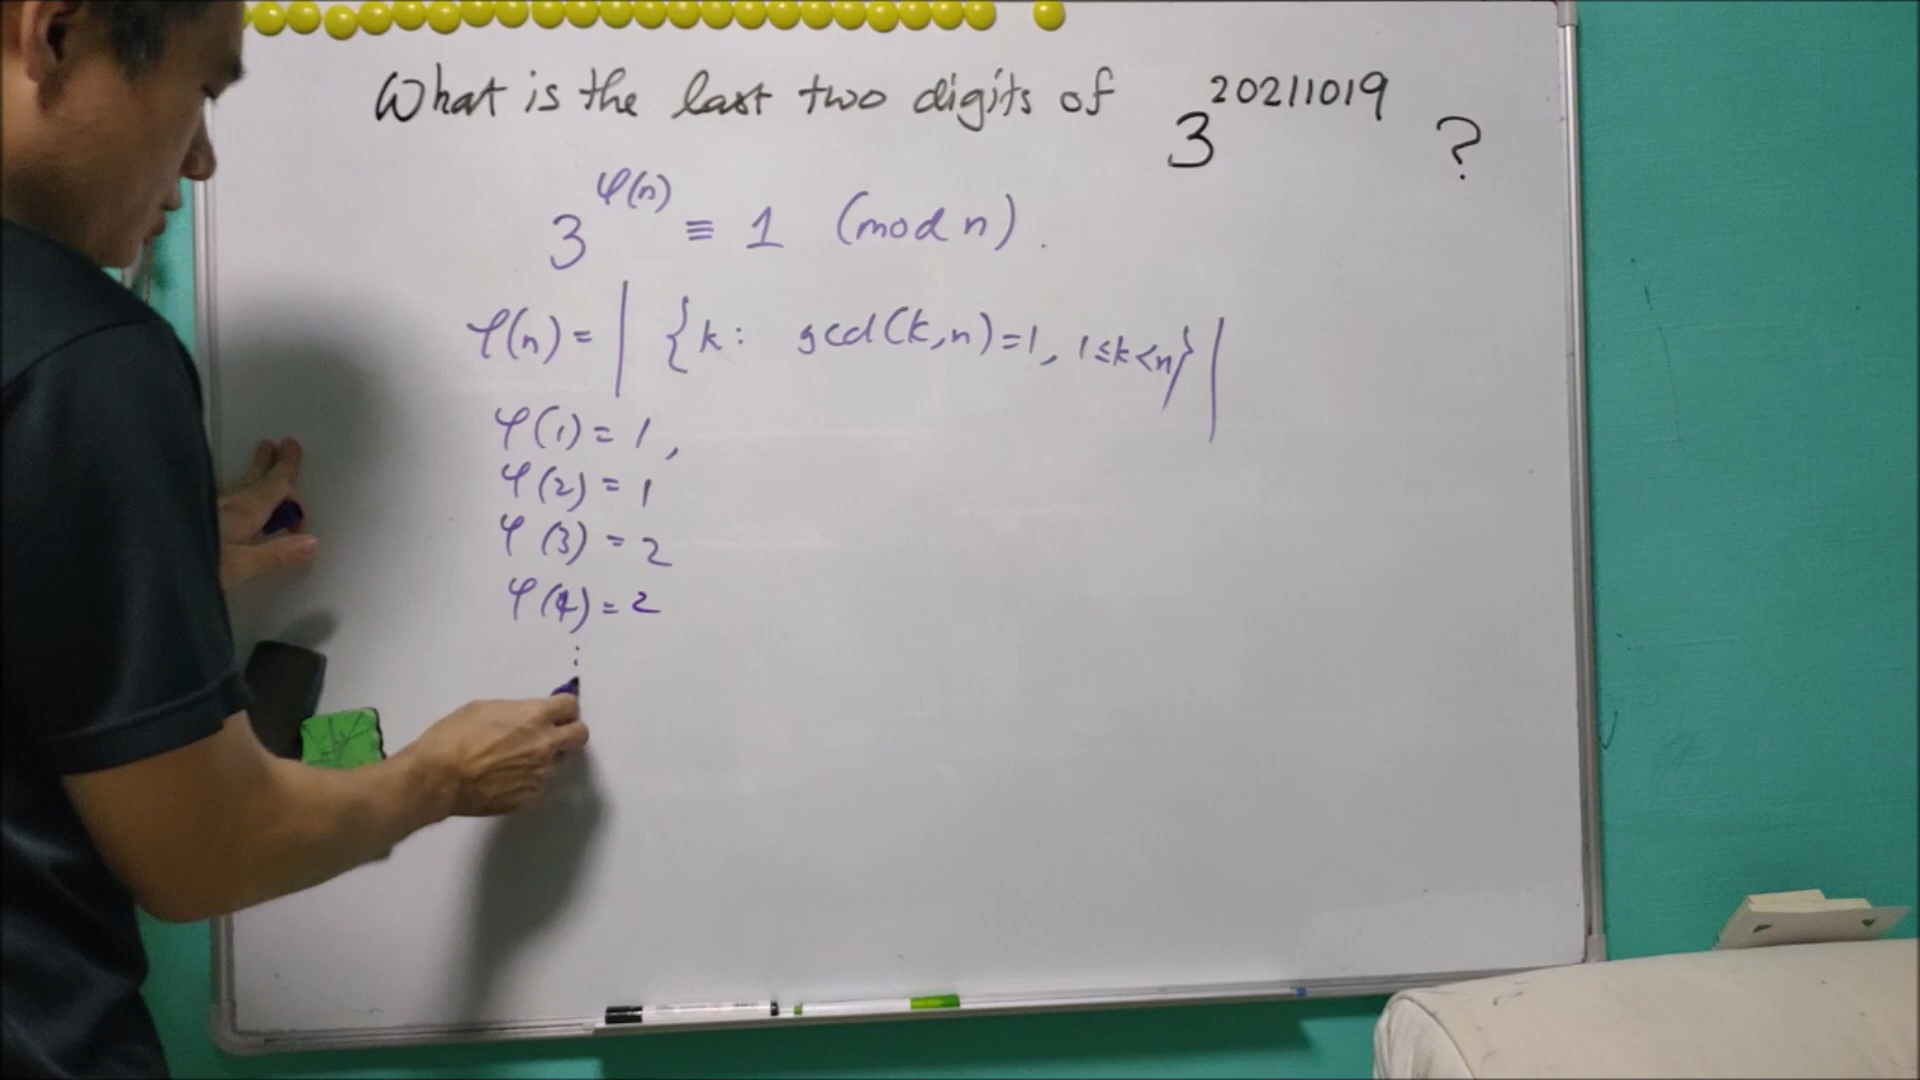 What is the last two digits of 3^20211019 ?
3^φ(n) ≡ 1 (mod n).
φ(n) = | {k: gcd(k,n)=1, 1≤k<n} |
φ(1) = 1,
φ(2) = 1
φ(3) = 2
φ(4) = 2
⋮